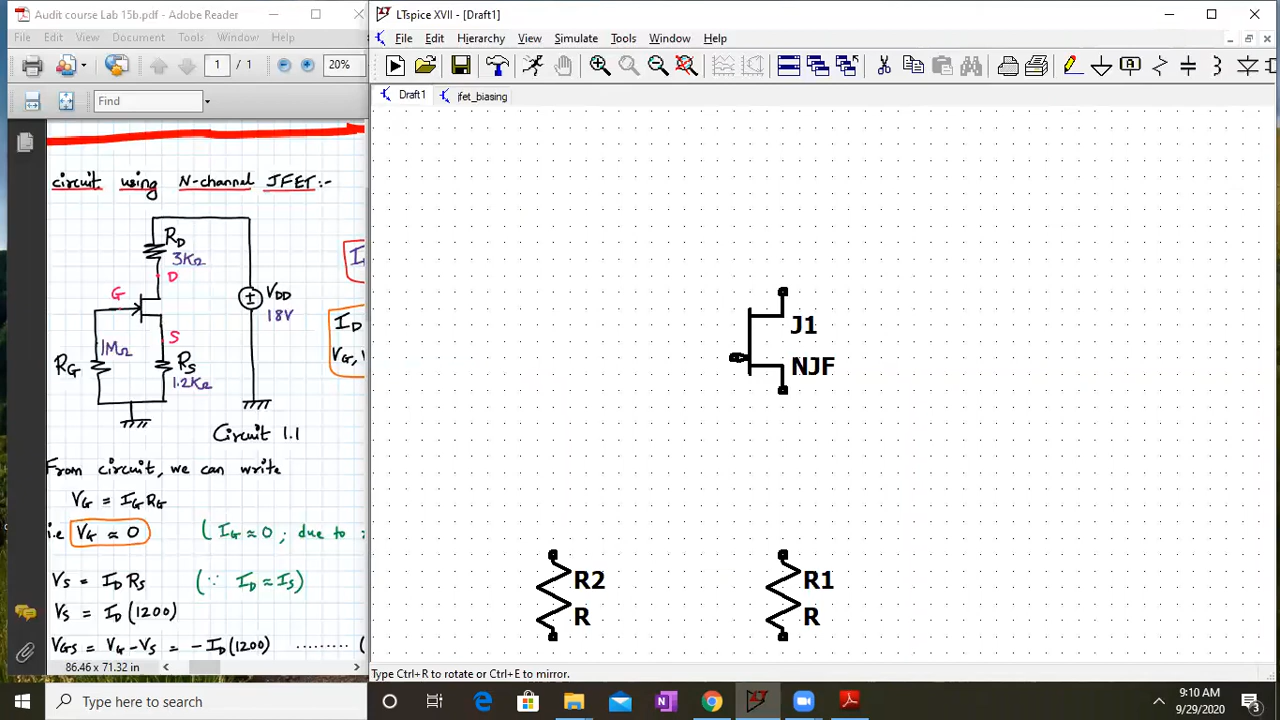 Audit course Lab 15b.pdf - Adobe Reader
File Edit View Document Tools Window Help
1 / 1 20%
Find
circuit using N-channel JFET:-
RD
3KΩ
D
G
VDD
18V
S
1MΩ
RG
RS
1.2KΩ
ID
VG,
Circuit 1.1
From circuit, we can write
VG = IG RG
i.e VG ≈ 0 ( IG ≈ 0 ; due to
VS = ID RS (∵ ID ≈ IS)
VS = ID (1200)
VGS = VG - VS = - ID (1200) ......... (
86.46 x 71.32 in
LTspice XVII - [Draft1]
File Edit Hierarchy View Simulate Tools Window Help
Draft1 jfet_biasing
J1
NJF
R2
R
R1
R
Type Ctrl+R to rotate or Ctrl+E to mirror.
Type here to search
9:10 AM
9/29/2020
3